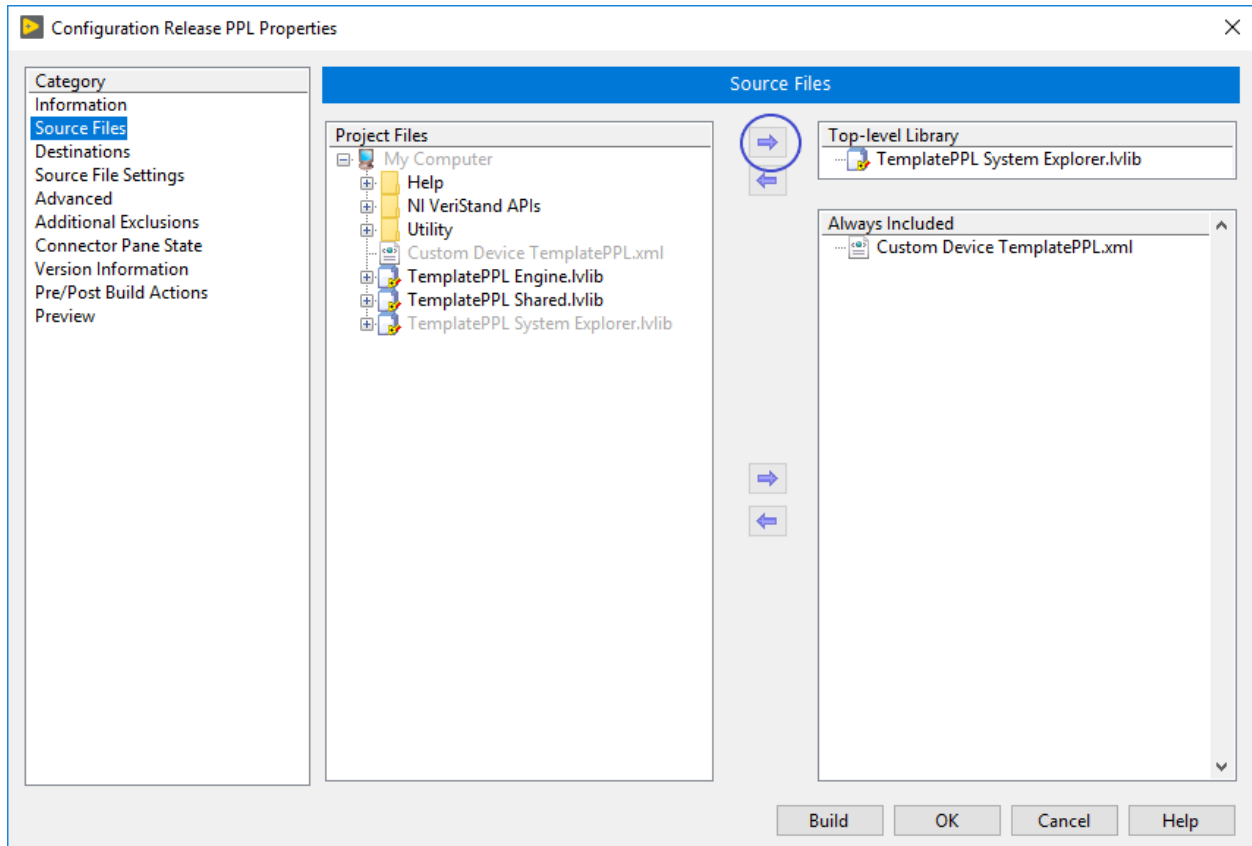 Configuration Release PPL Properties
Category
Information
Source Files
Destinations
Source File Settings
Advanced
Additional Exclusions
Connector Pane State
Version Information
Pre/Post Build Actions
Preview
Source Files
Project Files
My Computer
Help
NI VeriStand APIs
Utility
Custom Device TemplatePPL.xml
TemplatePPL Engine.lvlib
TemplatePPL Shared.lvlib
TemplatePPL System Explorer.lvlib
Top-level Library
TemplatePPL System Explorer.lvlib
Always Included
Custom Device TemplatePPL.xml
Build
OK
Cancel
Help